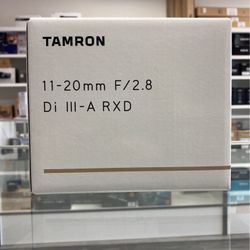 TAMRON
11-20mm F/2.8
Di III-A RXD